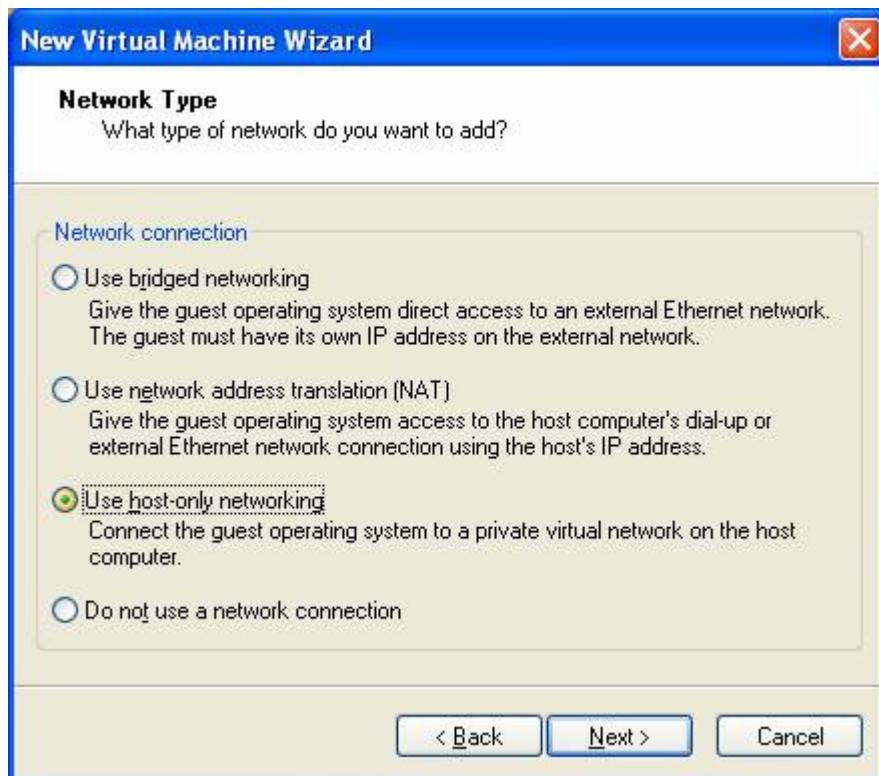 New Virtual Machine Wizard
Network Type
What type of network do you want to add?
Network connection
Use bridged networking
Give the guest operating system direct access to an external Ethernet network.
The guest must have its own IP address on the external network.
Use network address translation (NAT)
Give the guest operating system access to the host computer's dial-up or
external Ethernet network connection using the host's IP address.
Use host-only networking
Connect the guest operating system to a private virtual network on the host
computer.
Do not use a network connection
< Back Next > Cancel